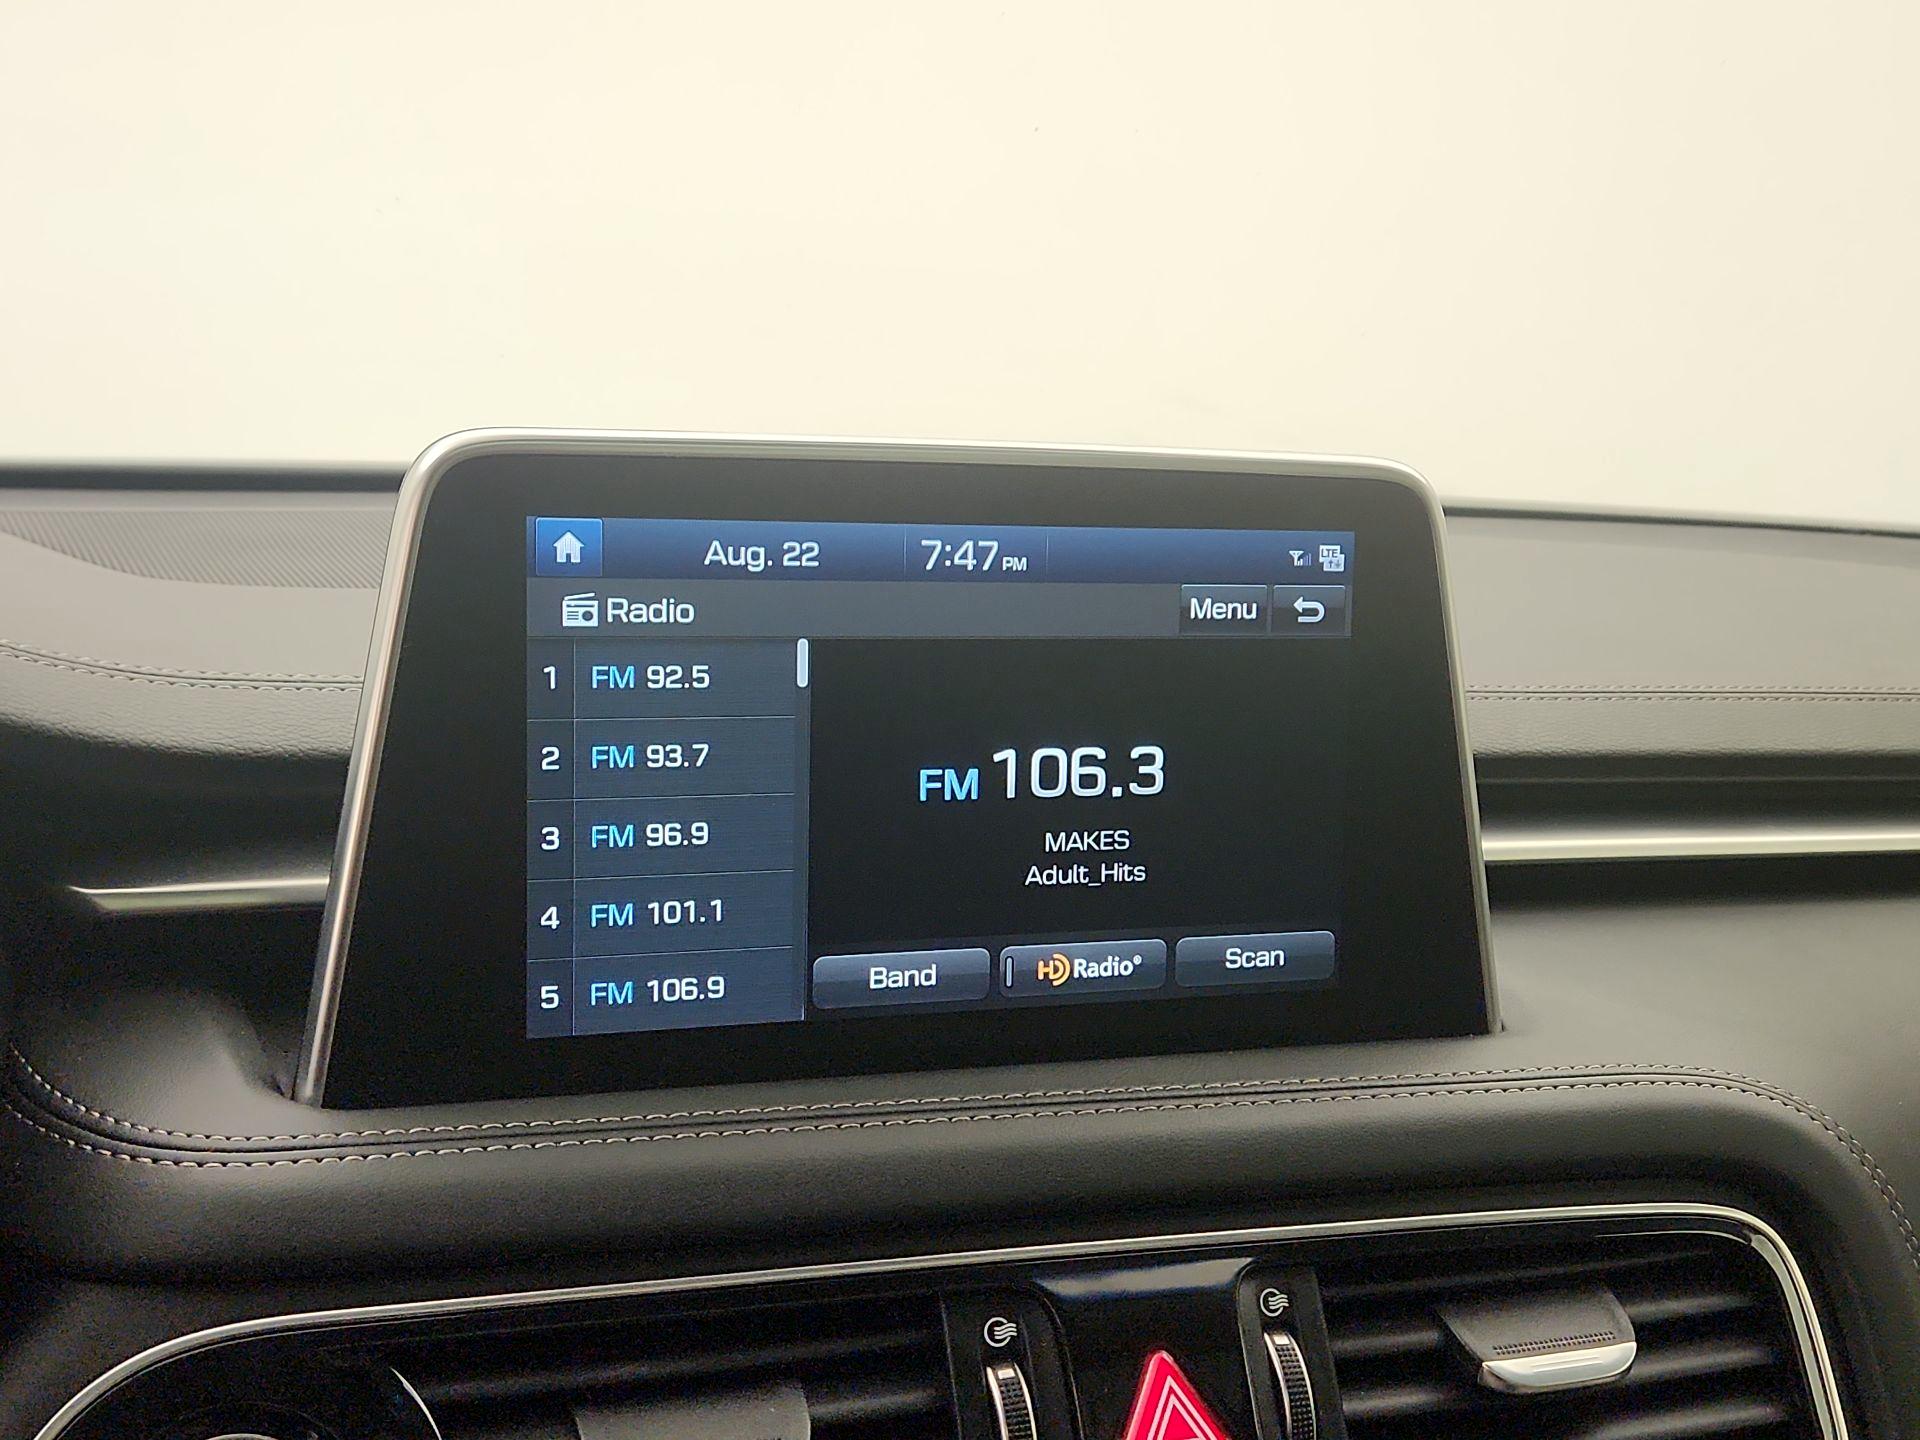 Aug. 22
7:47 PM
LTE
Radio
Menu
1 FM 92.5
2 FM 93.7
3 FM 96.9
4 FM 101.1
5 FM 106.9
FM 106.3
MAKES
Adult_Hits
Band
HD Radio®
Scan